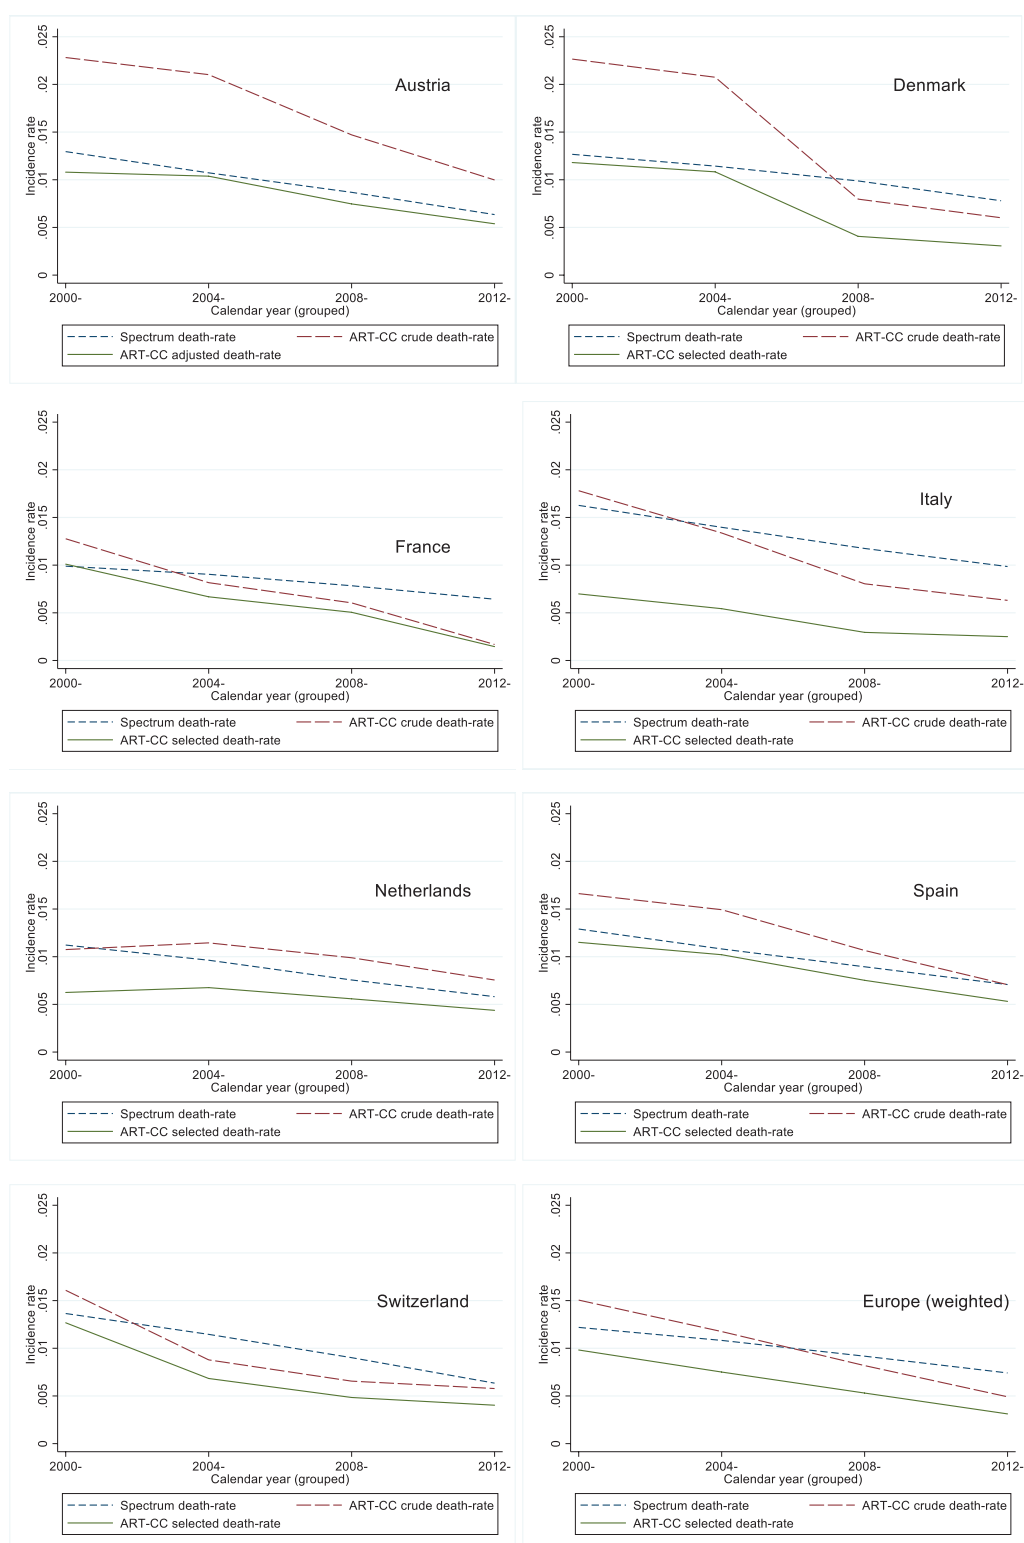 .025
.02
.015
.01
.005
0
Incidence rate
Austria
2000- 2004- 2008- 2012-
Calendar year (grouped)
Spectrum death-rate ART-CC crude death-rate
ART-CC adjusted death-rate
.025
.02
.015
.01
.005
0
Incidence rate
Denmark
2000- 2004- 2008- 2012-
Calendar year (grouped)
Spectrum death-rate ART-CC crude death-rate
ART-CC selected death-rate
.025
.02
.015
.01
.005
0
Incidence rate
France
2000- 2004- 2008- 2012-
Calendar year (grouped)
Spectrum death-rate ART-CC crude death-rate
ART-CC selected death-rate
.025
.02
.015
.01
.005
0
Incidence rate
Italy
2000- 2004- 2008- 2012-
Calendar year (grouped)
Spectrum death-rate ART-CC crude death-rate
ART-CC selected death-rate
.025
.02
.015
.01
.005
0
Incidence rate
Netherlands
2000- 2004- 2008- 2012-
Calendar year (grouped)
Spectrum death-rate ART-CC crude death-rate
ART-CC selected death-rate
.025
.02
.015
.01
.005
0
Incidence rate
Spain
2000- 2004- 2008- 2012-
Calendar year (grouped)
Spectrum death-rate ART-CC crude death-rate
ART-CC selected death-rate
.025
.02
.015
.01
.005
0
Incidence rate
Switzerland
2000- 2004- 2008- 2012-
Calendar year (grouped)
Spectrum death-rate ART-CC crude death-rate
ART-CC selected death-rate
.025
.02
.015
.01
.005
0
Incidence rate
Europe (weighted)
2000- 2004- 2008- 2012-
Calendar year (grouped)
Spectrum death-rate ART-CC crude death-rate
ART-CC selected death-rate